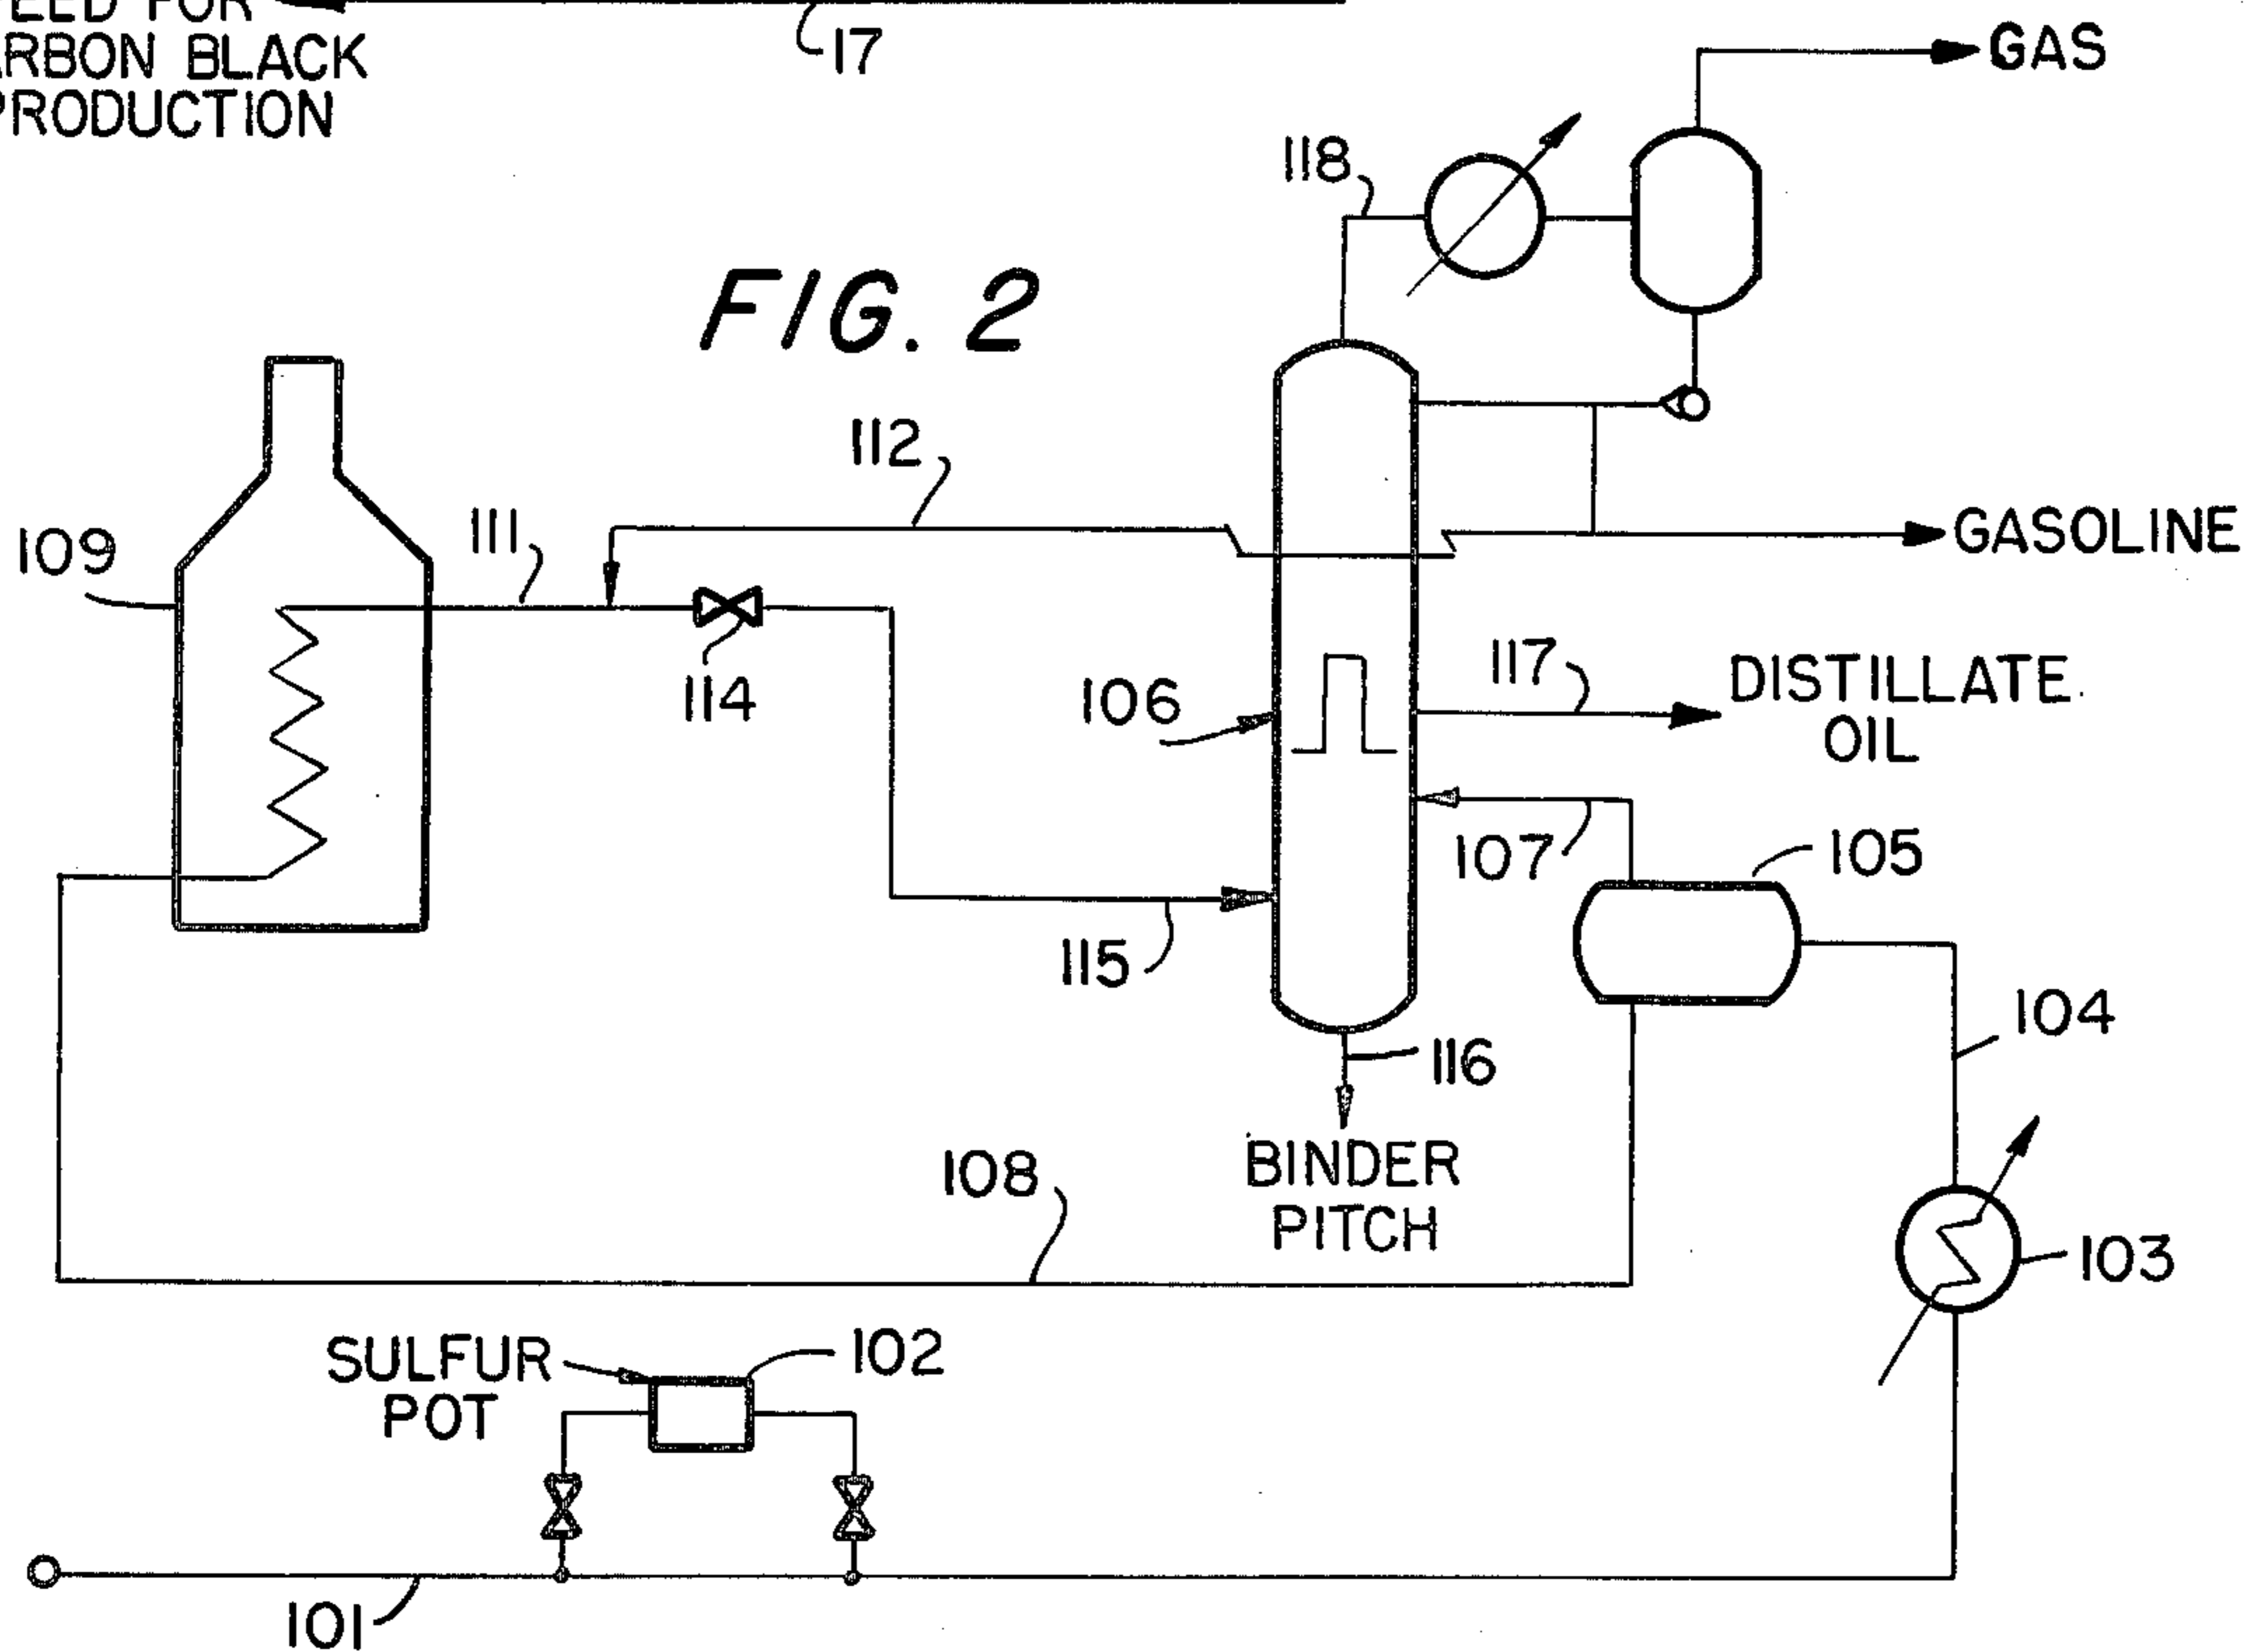 FOR
17
BLACK
PRODUCTION
GAS
118
FIG. 2
112
GASOLINE
109
111
117
DISTILLATE
OIL
106
114
107
105
115
104
116
BINDER
PITCH
108
103
SULFUR
POT
102
101